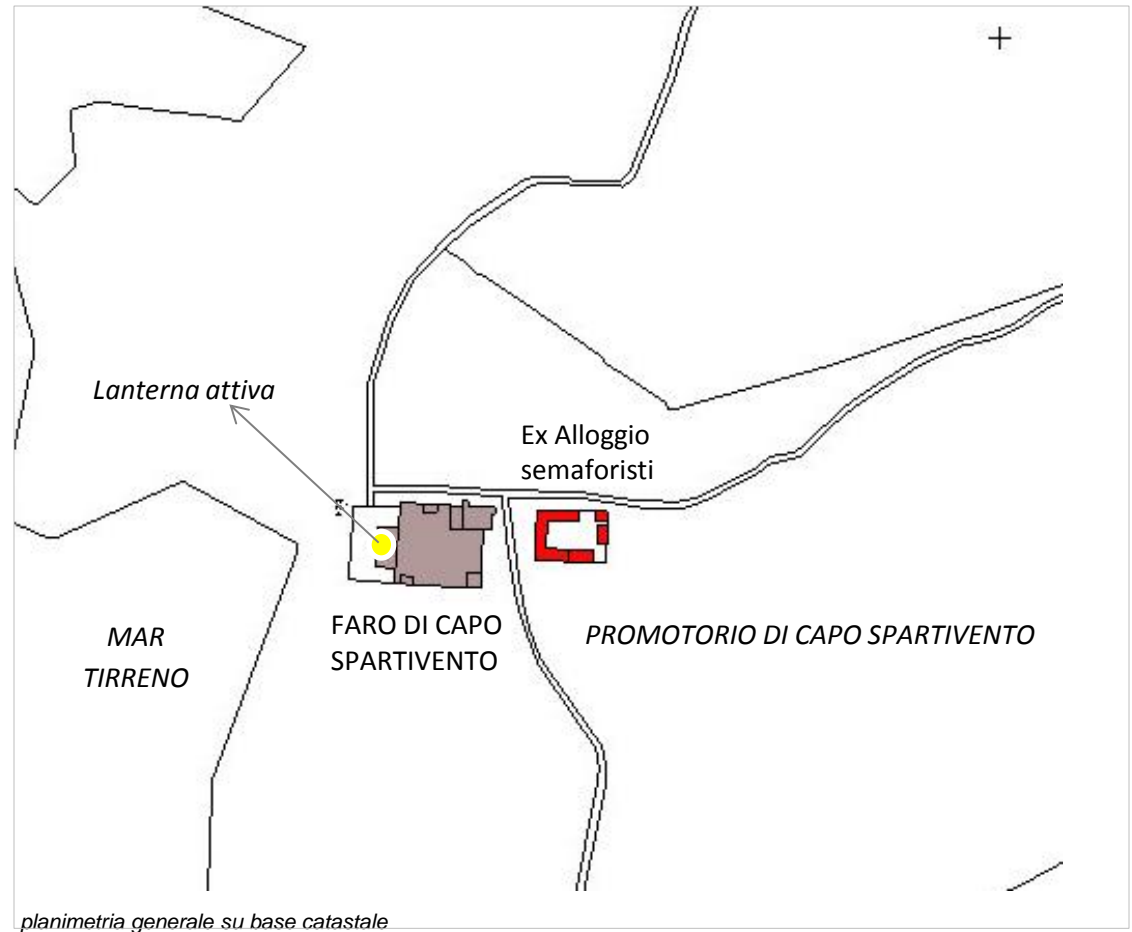 Lanterna attiva
Ex Alloggio
semaforisti
FARO DI CAPO
SPARTIVENTO
PROMOTORIO DI CAPO SPARTIVENTO
MAR
TIRRENO
planimetria generale su base catastale